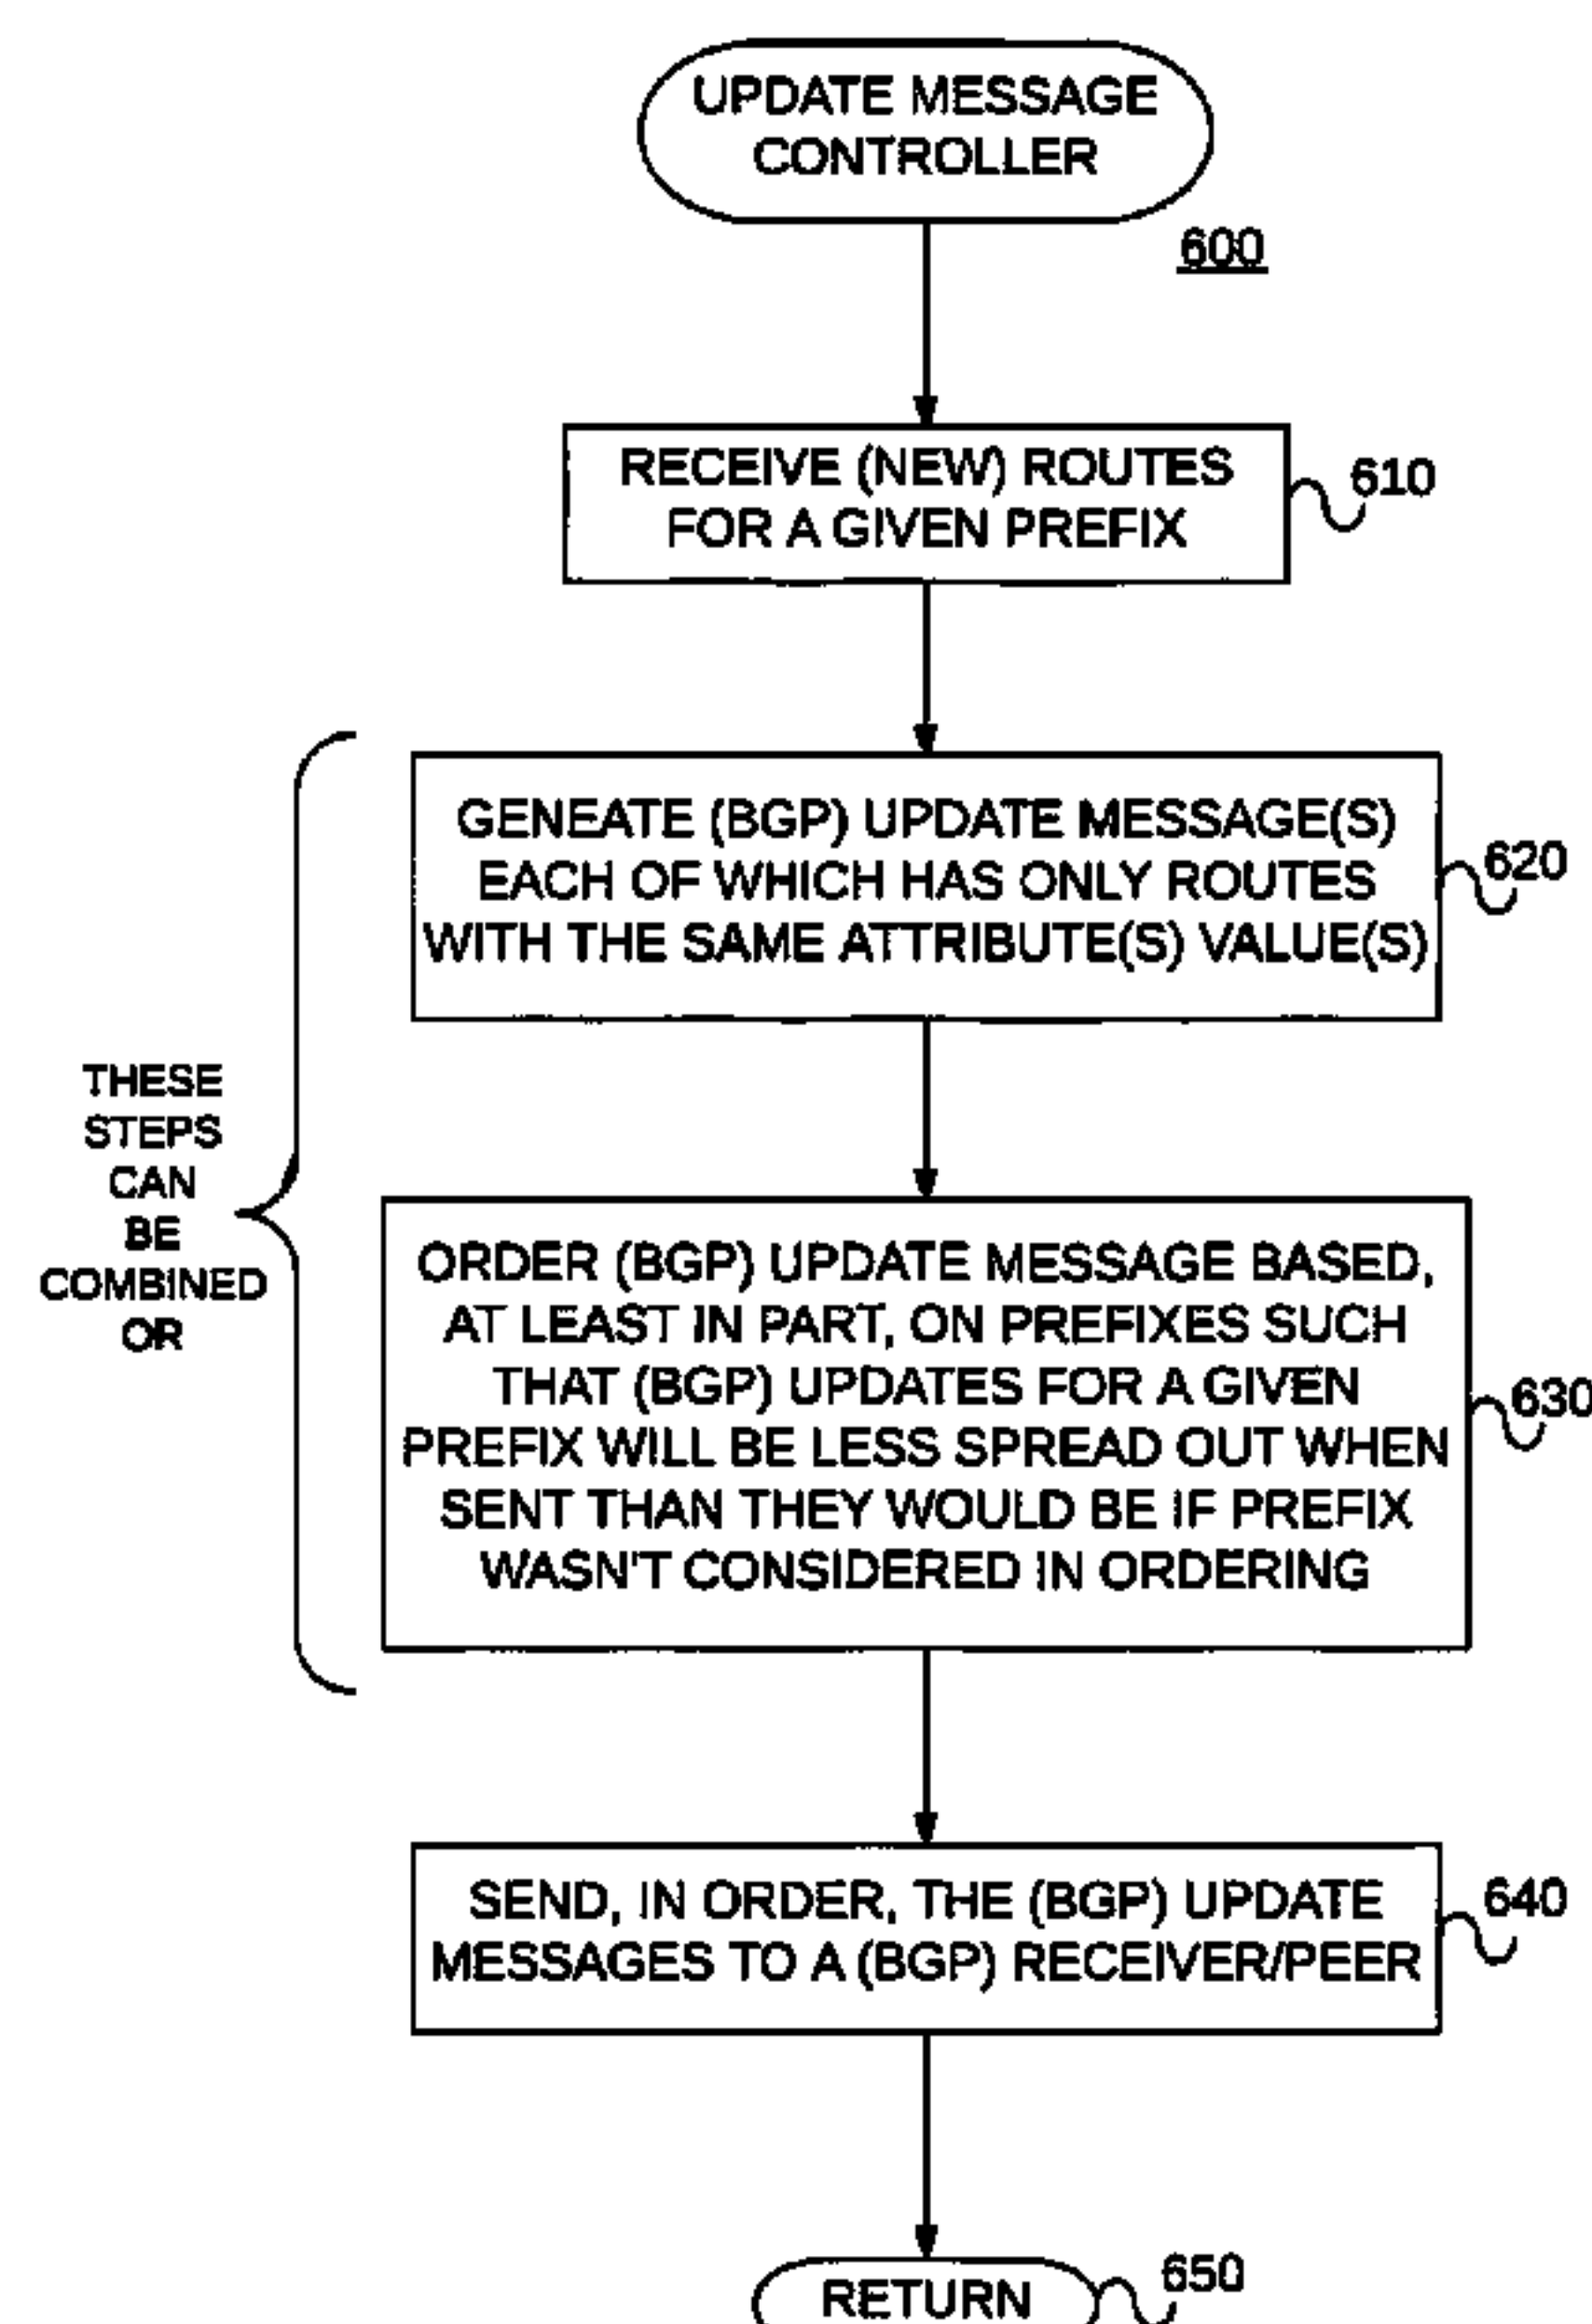 UPDATE MESSAGE
CONTROLLER
600
RECEIVE (NEW) ROUTES
FOR A GIVEN PREFIX
610
GENEATE (BGP) UPDATE MESSAGE(S)
EACH OF WHICH HAS ONLY ROUTES
WITH THE SAME ATTRIBUTE(S) VALUE(S)
620
THESE
STEPS
CAN
BE
COMBINED
OR
ORDER (BGP) UPDATE MESSAGE BASED,
AT LEAST IN PART, ON PREFIXES SUCH
THAT (BGP) UPDATES FOR A GIVEN
PREFIX WILL BE LESS SPREAD OUT WHEN
SENT THAN THEY WOULD BE IF PREFIX
WASN'T CONSIDERED IN ORDERING
630
SEND, IN ORDER, THE (BGP) UPDATE
MESSAGES TO A (BGP) RECEIVER/PEER
640
RETURN
650